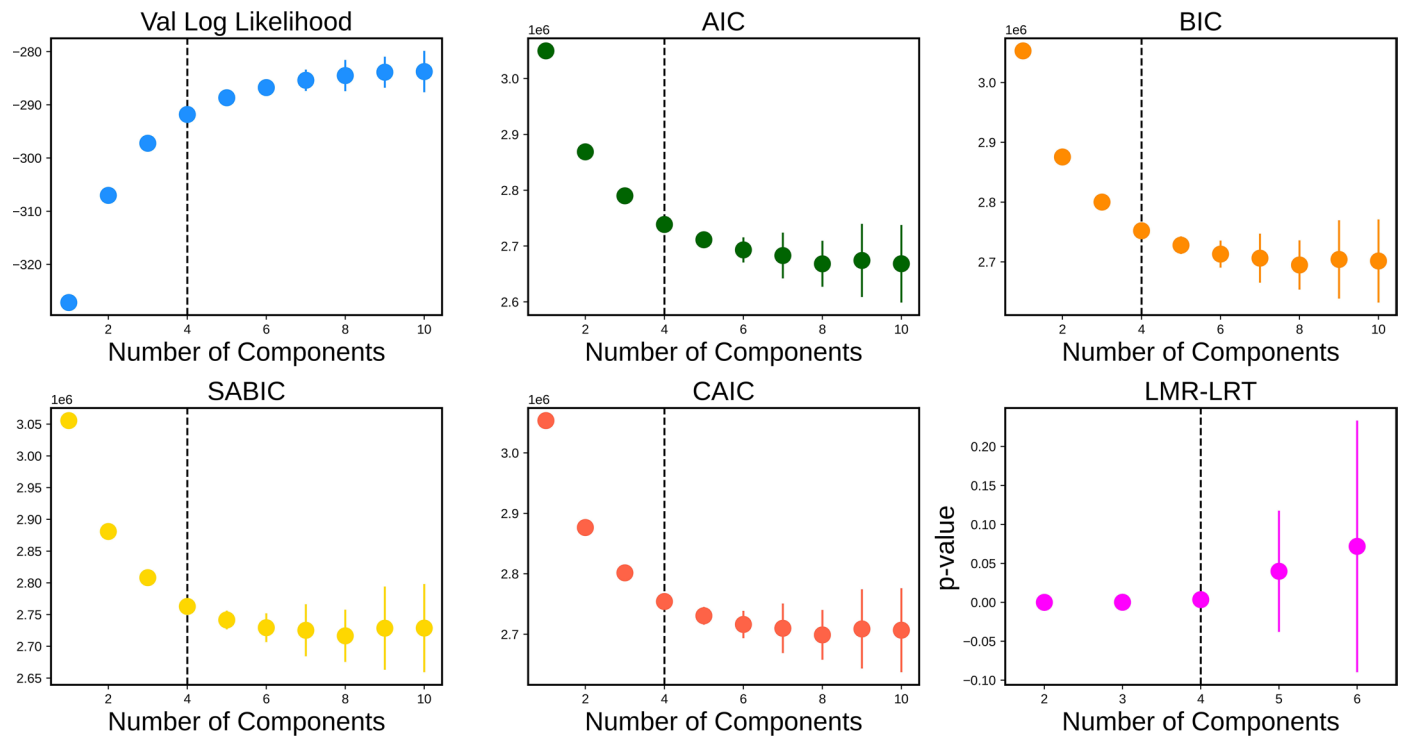 Val Log Likelihood
−280
−290
−300
−310
−320
2 4 6 8 10
Number of Components
AIC
1e6
3.0
2.9
2.8
2.7
2.6
2 4 6 8 10
Number of Components
BIC
1e6
3.0
2.9
2.8
2.7
2 4 6 8 10
Number of Components
SABIC
1e6
3.05
3.00
2.95
2.90
2.85
2.80
2.75
2.70
2.65
2 4 6 8 10
Number of Components
CAIC
1e6
3.0
2.9
2.8
2.7
2 4 6 8 10
Number of Components
LMR-LRT
p-value
0.20
0.15
0.10
0.05
0.00
−0.05
−0.10
2 3 4 5 6
Number of Components